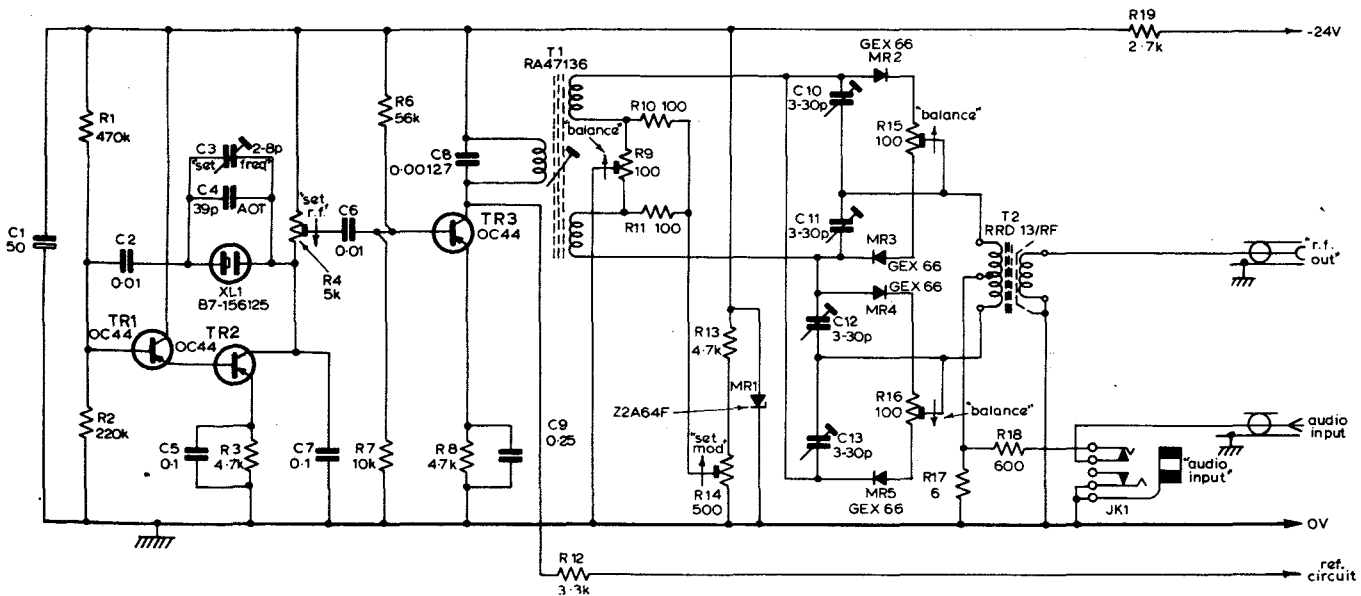 R19
2·7k
-24V
GEX 66
MR2
T1
RA47136
C10
3-30p
R10 100
"balance"
R15
100
"balance"
R1
470k
R6
56k
C8
0·00127
R9
100
C3
2-8p
"set
freq"
C4
39p
AOT
"set
r.f."
C6
0·01
TR3
OC44
R11 100
C11
3-30p
MR3
GEX 66
T2
RRD 13/RF
"r.f.
out"
C1
50
C2
0·01
XL1
B7-156125
R4
5k
GEX 66
MR4
TR1
OC44
OC44
TR2
R13
4·7k
C12
3-30p
MR1
Z2A64F
R16
100
"balance"
R2
220k
C5
0·1
R3
4·7k
C7
0·1
R7
10k
R8
4·7k
C9
0·25
"set
mod"
R14
500
C13
3-30p
MR5
GEX 66
R17
6
R18
600
audio
input
"audio
input"
JK1
0V
R12
3·3k
ref.
circuit